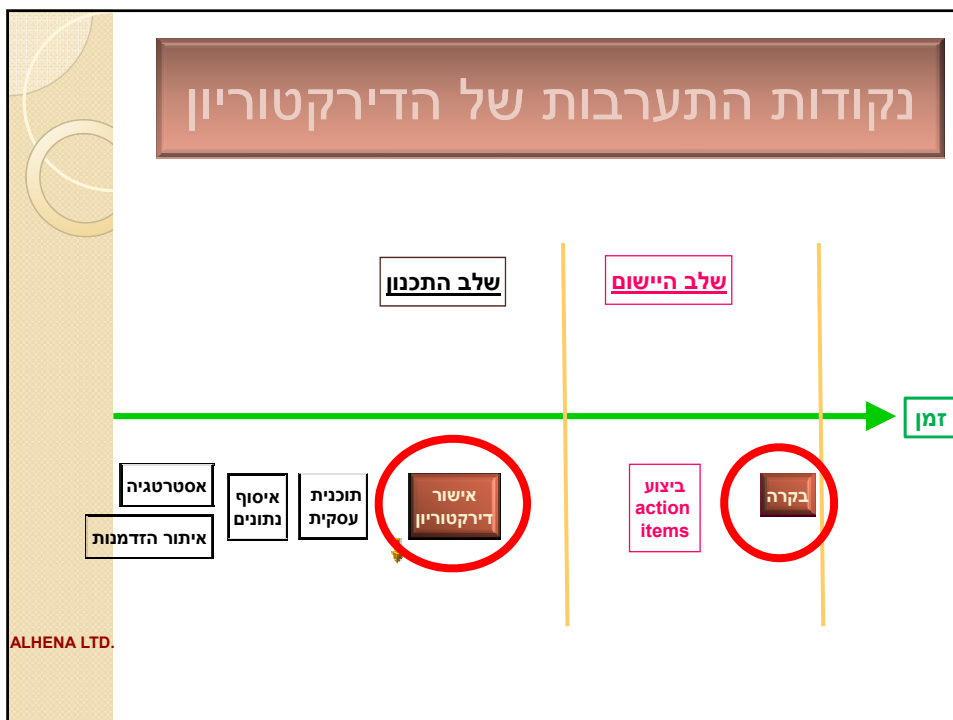 נקודות התערבות של הדירקטוריון
שלב התכנון
שלב היישום
זמן
אסטרטגיה
איתור הזדמנות
איסוף
נתונים
תוכנית
עסקית
אישור
דירקטוריון
ביצוע
action
items
בקרה
ALHENA LTD.